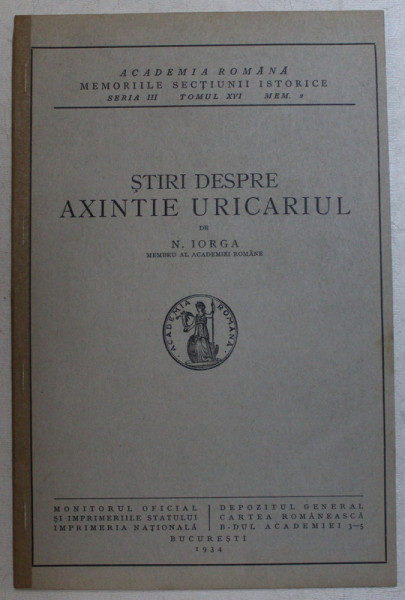 ACADEMIA ROMÂNĂ
MEMORIILE SECȚIUNII ISTORICE
SERIA III TOMUL XVI MEM. 2
ȘTIRI DESPRE
AXINTIE URICARIUL
DE
N. IORGA
MEMBRU AL ACADEMIEI ROMÂNE
ACADEMIA ROMÂNĂ
MONITORUL OFICIAL
ȘI IMPRIMERIILE STATULUI
IMPRIMERIA NAȚIONALĂ
DEPOZITUL GENERAL
CARTEA ROMÂNEASCĂ
B-DUL ACADEMIEI 3—5
BUCUREȘTI
1934